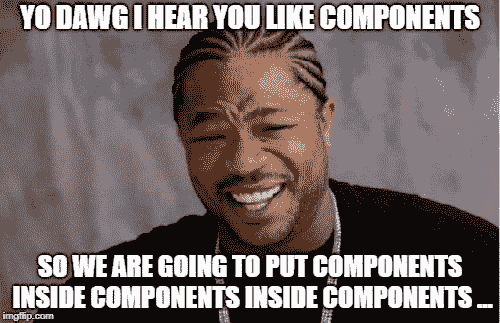 YO DAWG I HEAR YOU LIKE COMPONENTS
SO WE ARE GOING TO PUT COMPONENTS
INSIDE COMPONENTS INSIDE COMPONENTS ...
imgflip.com